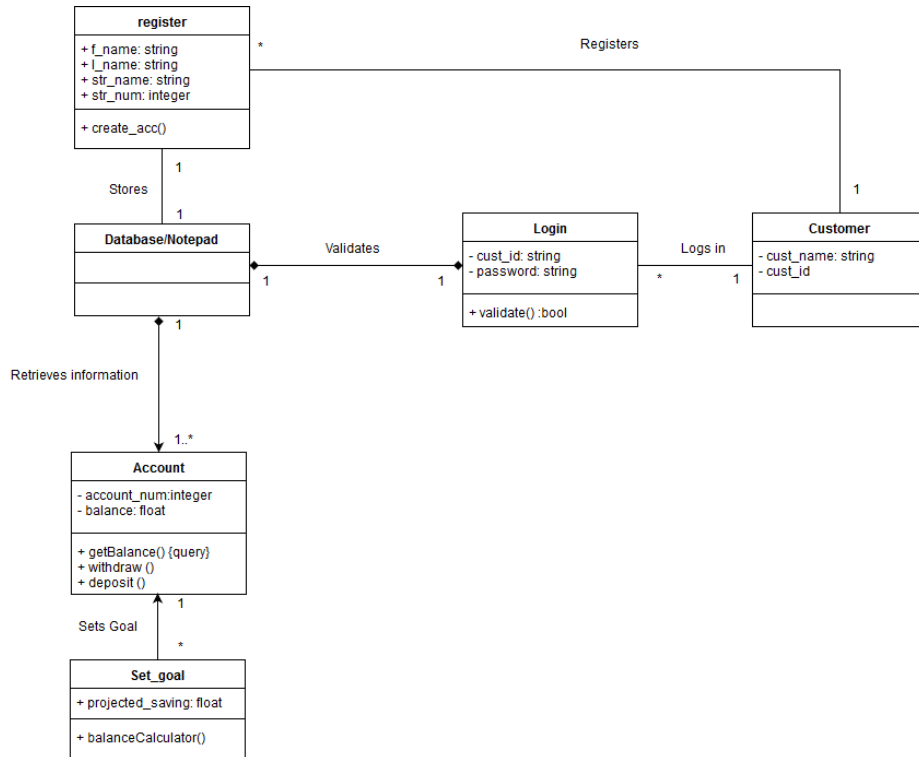 register
+ f_name: string
+ l_name: string
+ str_name: string
+ str_num: integer
+ create_acc()
*
Registers
1
Stores
1
1
Database/Notepad
Validates
1
1
Login
- cust_id: string
- password: string
+ validate() :bool
Logs in
*
1
Customer
- cust_name: string
- cust_id
1
Retrieves information
1..*
Account
- account_num:integer
- balance: float
+ getBalance() {query}
+ withdraw ()
+ deposit ()
1
Sets Goal
*
Set_goal
+ projected_saving: float
+ balanceCalculator()